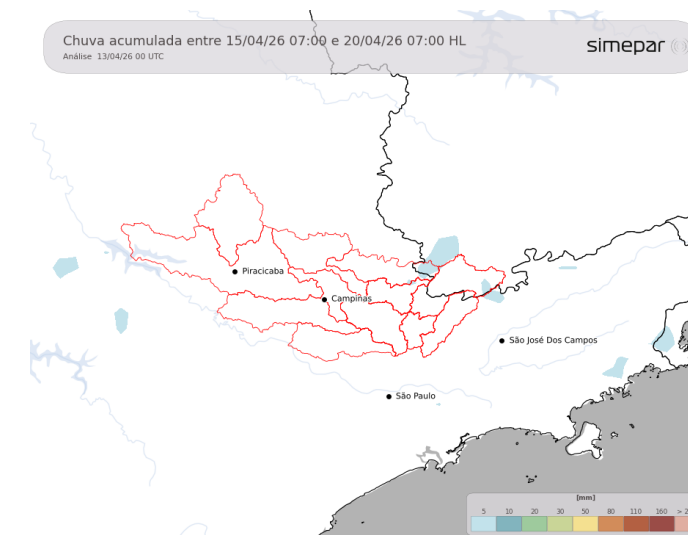 Chuva acumulada entre 15/04/26 07:00 e 20/04/26 07:00 HL
Análise 13/04/26 00 UTC
simepar
Piracicaba
Campinas
São José Dos Campos
São Paulo
[mm]
5 10 20 30 50 80 110 160